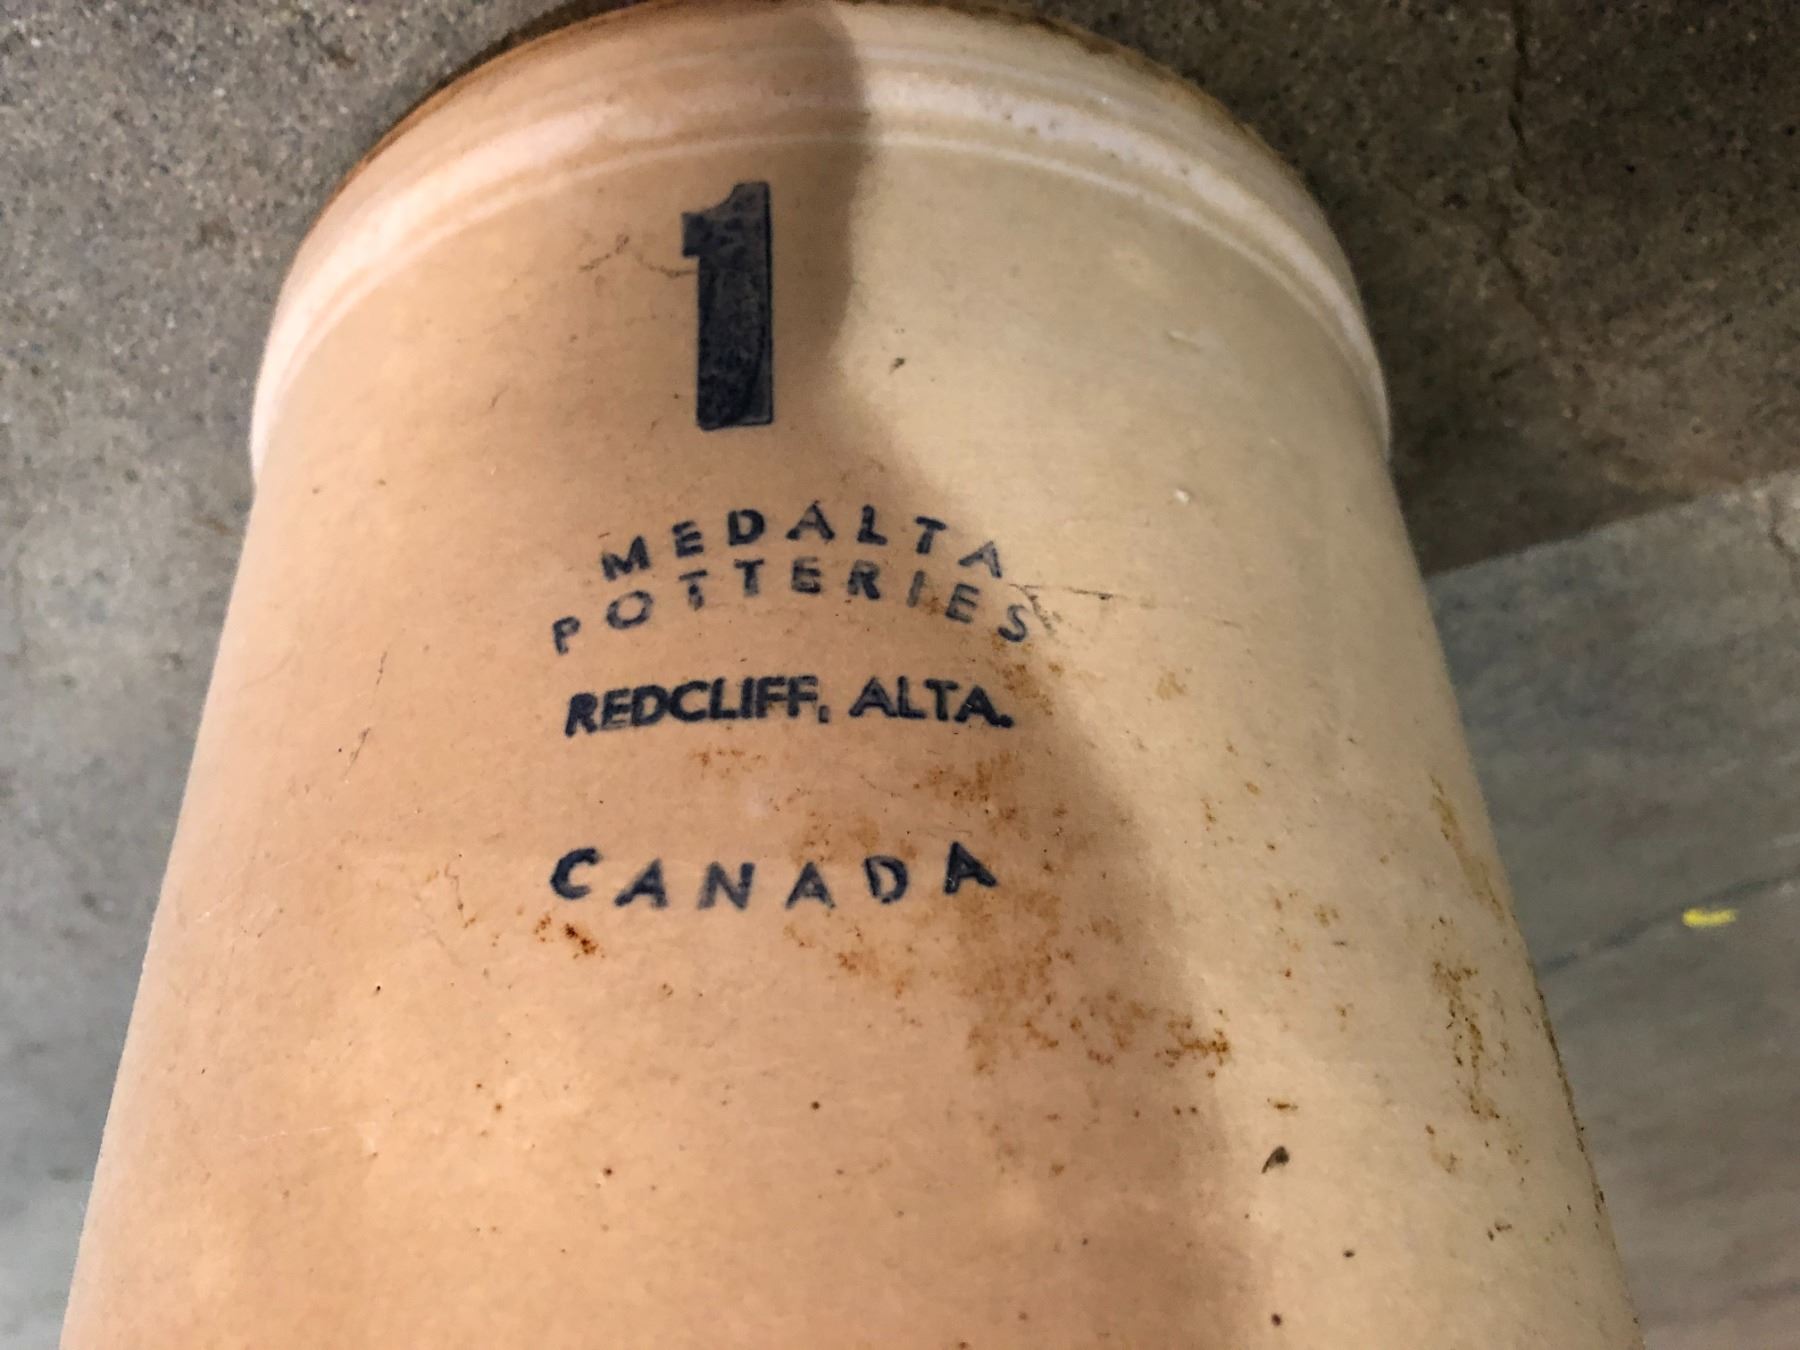 1
MEDALTA
POTTERIES
REDCLIFF, ALTA.
CANADA